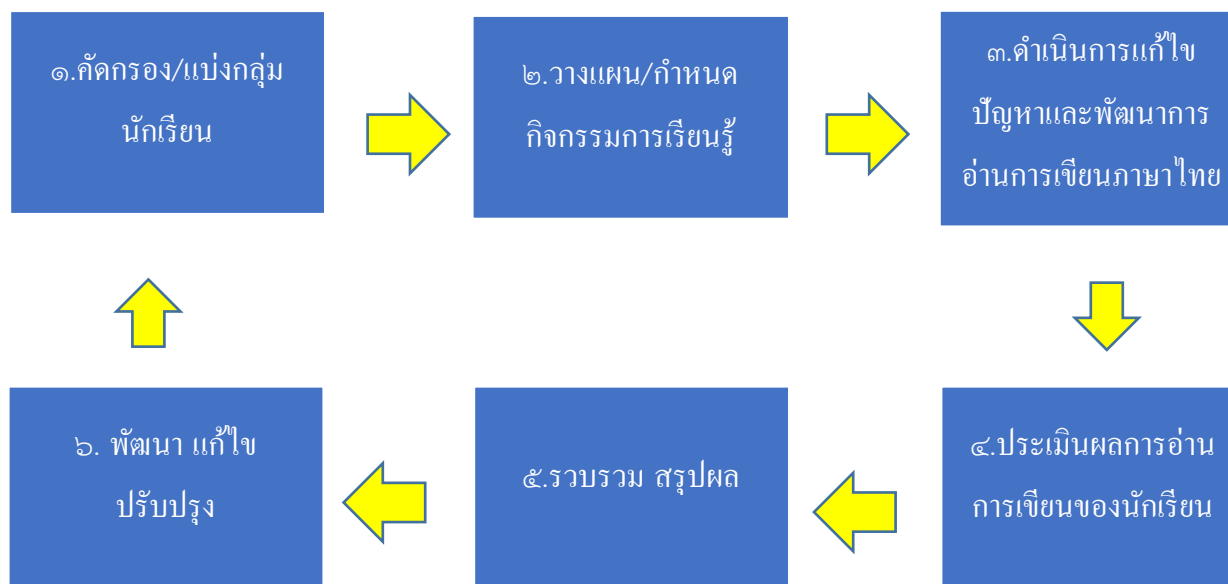 ๑.คัดกรอง/แบ่งกลุ่ม
นักเรียน
๒.วางแผน/กำหนด
กิจกรรมการเรียนรู้
๓.ดำเนินการแก้ไข
ปัญหาและพัฒนาการ
อ่านการเขียนภาษาไทย
๔.ประเมินผลการอ่าน
การเขียนของนักเรียน
๕.รวบรวม สรุปผล
๖. พัฒนา แก้ไข
ปรับปรุง